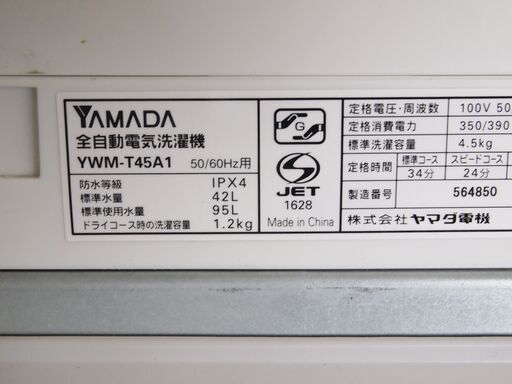 YAMADA
全自動電気洗濯機
YWM-T45A1 50/60Hz用
防水等級 IPX4
標準水量 42L
標準使用水量 95L
ドライコース時の洗濯容量 1.2kg
G
JET
1628
Made in China
定格電圧・周波数 100V 50
定格消費電力 350/390
標準洗濯容量 4.5kg
定格時間 標準コース スピードコース
34分 24分
製造番号 564850
株式会社ヤマダ電機